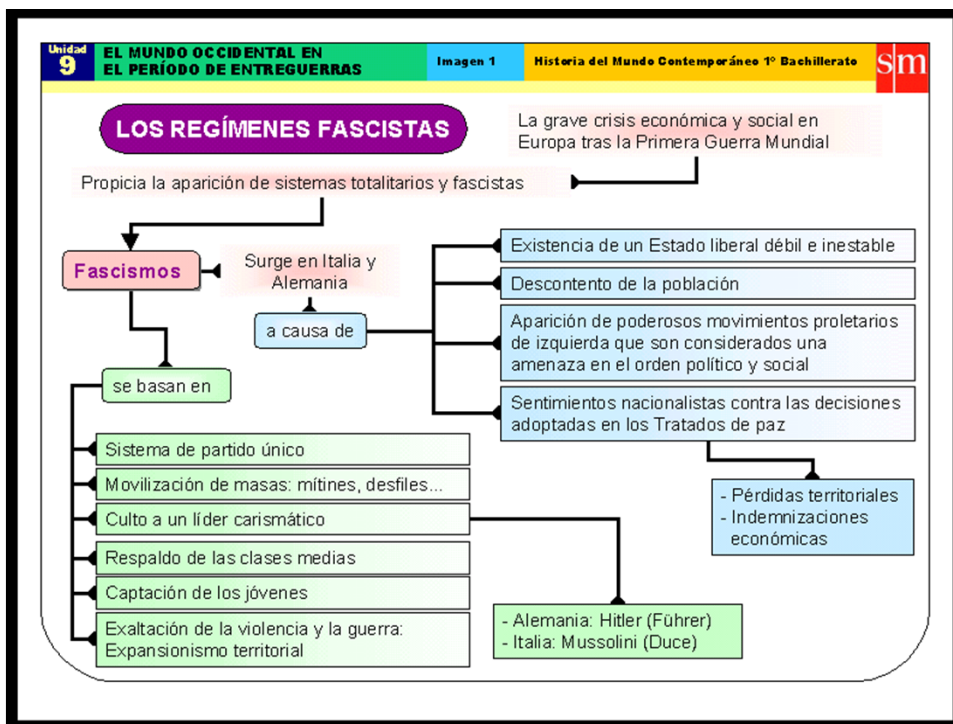 Unidad
9
EL MUNDO OCCIDENTAL EN
EL PERÍODO DE ENTREGUERRAS
Imagen 1
Historia del Mundo Contemporáneo 1º Bachillerato
sm
LOS REGÍMENES FASCISTAS
La grave crisis económica y social en
Europa tras la Primera Guerra Mundial
Propicia la aparición de sistemas totalitarios y fascistas
Fascismos
Surge en Italia y
Alemania
a causa de
Existencia de un Estado liberal débil e inestable
Descontento de la población
Aparición de poderosos movimientos proletarios
de izquierda que son considerados una
amenaza en el orden político y social
Sentimientos nacionalistas contra las decisiones
adoptadas en los Tratados de paz
- Pérdidas territoriales
- Indemnizaciones
económicas
se basan en
Sistema de partido único
Movilización de masas: mítines, desfiles...
Culto a un líder carismático
Respaldo de las clases medias
Captación de los jóvenes
Exaltación de la violencia y la guerra:
Expansionismo territorial
- Alemania: Hitler (Führer)
- Italia: Mussolini (Duce)